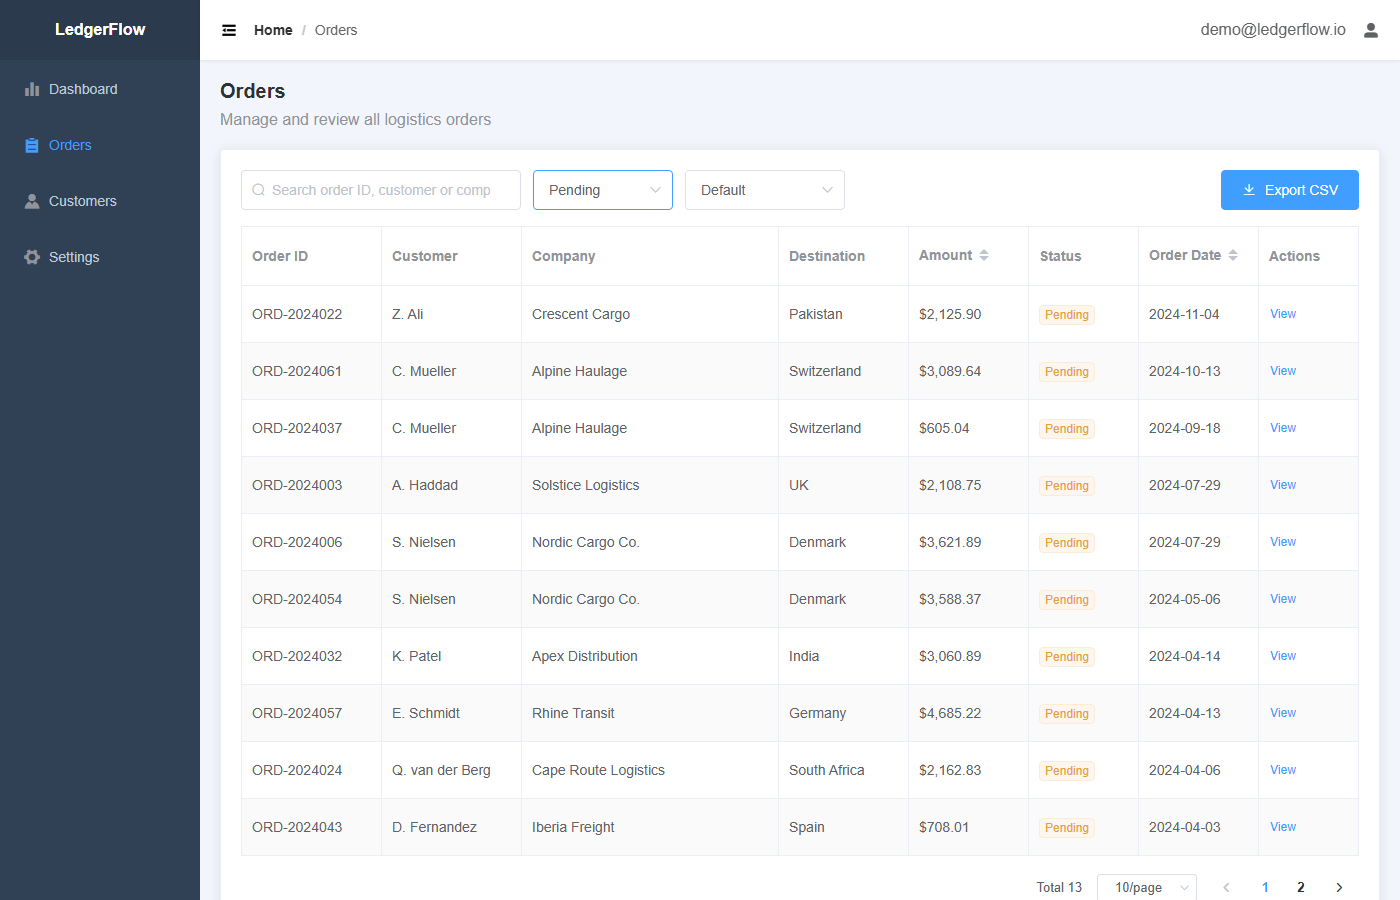 LedgerFlow
Home / Orders
demo@ledgerflow.io
Dashboard
Orders
Customers
Settings
Orders
Manage and review all logistics orders
Search order ID, customer or comp
Pending
Default
Export CSV
Order ID Customer Company Destination Amount Status Order Date Actions
ORD-2024022 Z. Ali Crescent Cargo Pakistan $2,125.90 Pending 2024-11-04 View
ORD-2024061 C. Mueller Alpine Haulage Switzerland $3,089.64 Pending 2024-10-13 View
ORD-2024037 C. Mueller Alpine Haulage Switzerland $605.04 Pending 2024-09-18 View
ORD-2024003 A. Haddad Solstice Logistics UK $2,108.75 Pending 2024-07-29 View
ORD-2024006 S. Nielsen Nordic Cargo Co. Denmark $3,621.89 Pending 2024-07-29 View
ORD-2024054 S. Nielsen Nordic Cargo Co. Denmark $3,588.37 Pending 2024-05-06 View
ORD-2024032 K. Patel Apex Distribution India $3,060.89 Pending 2024-04-14 View
ORD-2024057 E. Schmidt Rhine Transit Germany $4,685.22 Pending 2024-04-13 View
ORD-2024024 Q. van der Berg Cape Route Logistics South Africa $2,162.83 Pending 2024-04-06 View
ORD-2024043 D. Fernandez Iberia Freight Spain $708.01 Pending 2024-04-03 View
Total 13 10/page 1 2